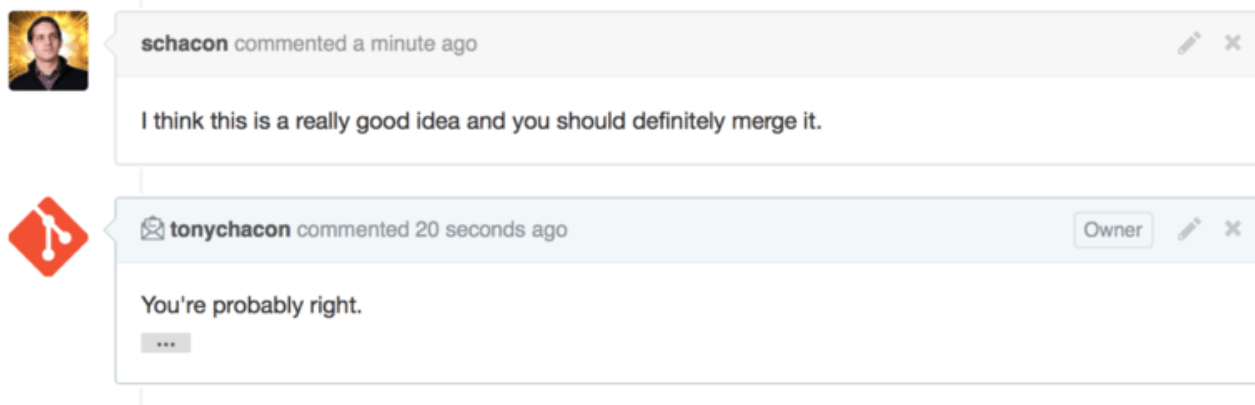 schacon commented a minute ago
I think this is a really good idea and you should definitely merge it.
tonychacon commented 20 seconds ago Owner
You're probably right.
...